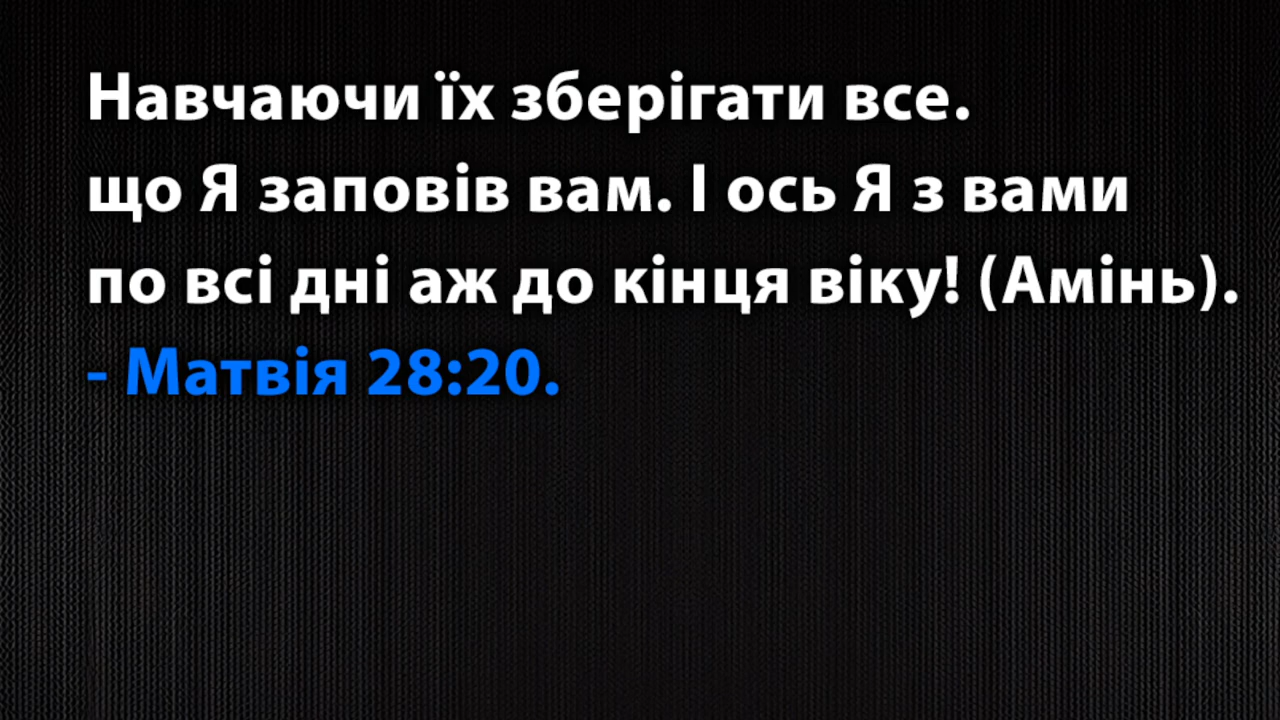 Навчаючи їх зберігати все.
що Я заповів вам. І ось Я з вами
по всі дні аж до кінця віку! (Амінь).
- Матвія 28:20.